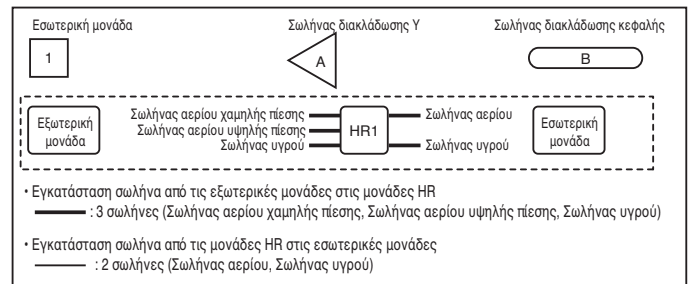 Εσωτερική μονάδα
Σωλήνας διακλάδωσης Y
Σωλήνας διακλάδωσης κεφαλής
1
A
B
Εξωτερική
μονάδα
Σωλήνας αερίου χαμηλής πίεσης
Σωλήνας αερίου υψηλής πίεσης
Σωλήνας υγρού
HR1
Σωλήνας αερίου
Σωλήνας υγρού
Εσωτερική
μονάδα
• Εγκατάσταση σωλήνα από τις εξωτερικές μονάδες στις μονάδες HR
: 3 σωλήνες (Σωλήνας αερίου χαμηλής πίεσης, Σωλήνας αερίου υψηλής πίεσης, Σωλήνας υγρού)
• Εγκατάσταση σωλήνα από τις μονάδες HR στις εσωτερικές μονάδες
: 2 σωλήνες (Σωλήνας αερίου, Σωλήνας υγρού)